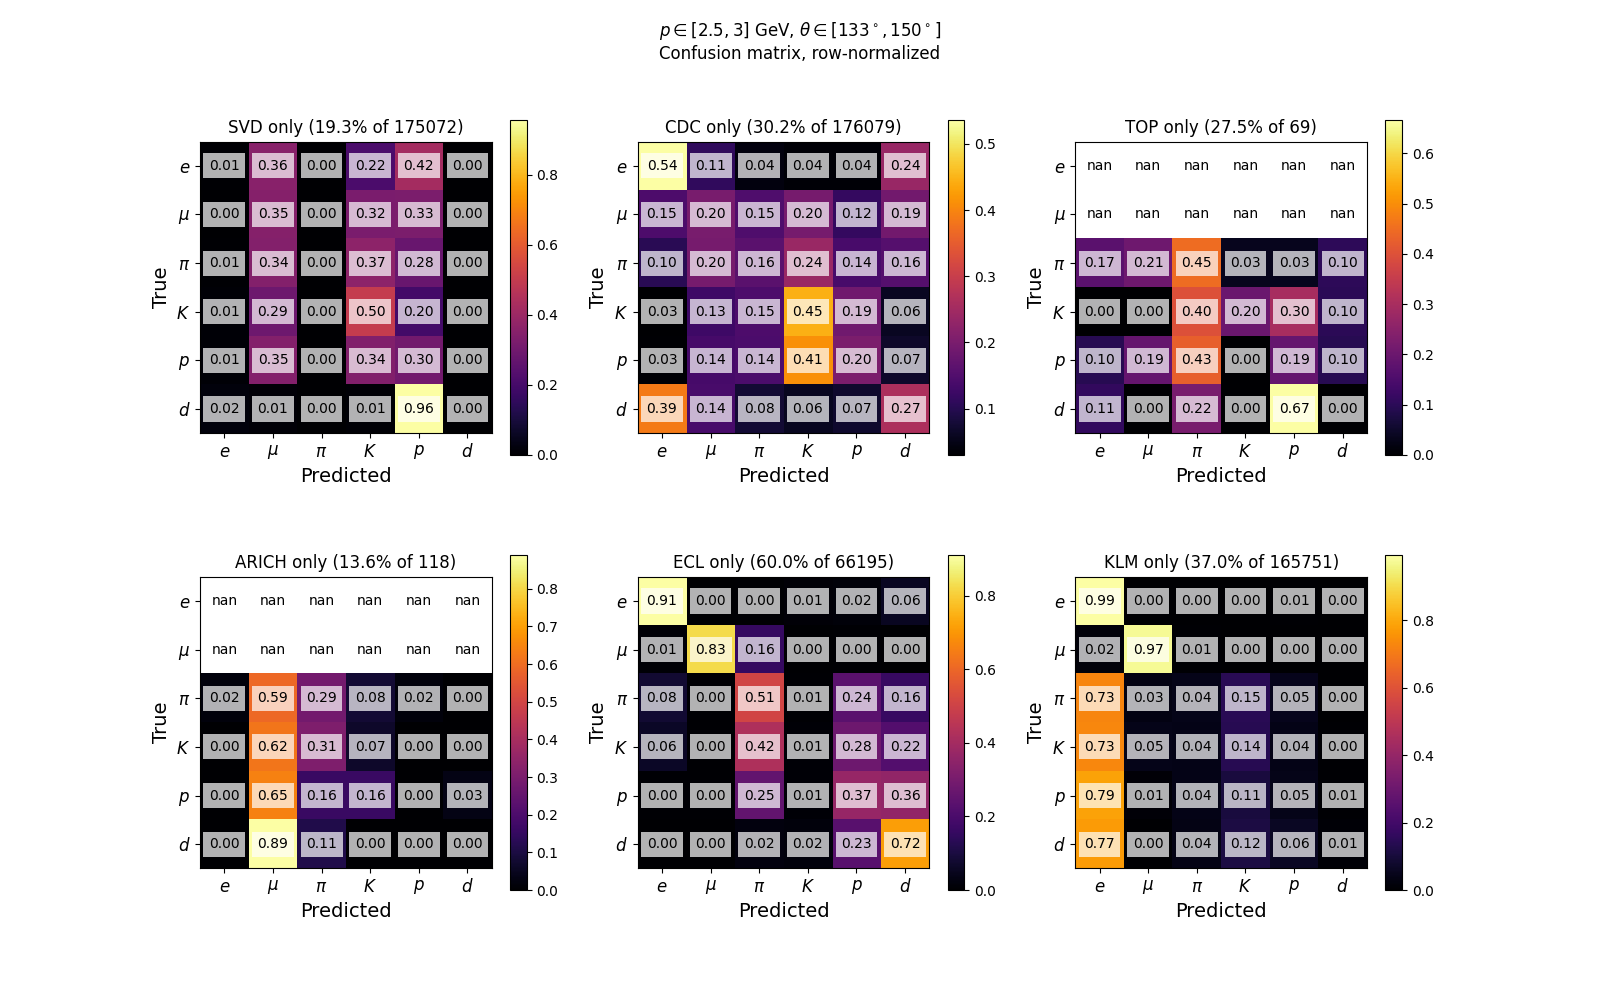 p ∈ [2.5, 3] GeV, θ ∈ [133°, 150°]
Confusion matrix, row-normalized
SVD only (19.3% of 175072)
True
e 0.01 0.36 0.00 0.22 0.42 0.00
μ 0.00 0.35 0.00 0.32 0.33 0.00
π 0.01 0.34 0.00 0.37 0.28 0.00
K 0.01 0.29 0.00 0.50 0.20 0.00
p 0.01 0.35 0.00 0.34 0.30 0.00
d 0.02 0.01 0.00 0.01 0.96 0.00
e μ π K p d
Predicted
0.8
0.6
0.4
0.2
0.0
CDC only (30.2% of 176079)
True
e 0.54 0.11 0.04 0.04 0.04 0.24
μ 0.15 0.20 0.15 0.20 0.12 0.19
π 0.10 0.20 0.16 0.24 0.14 0.16
K 0.03 0.13 0.15 0.45 0.19 0.06
p 0.03 0.14 0.14 0.41 0.20 0.07
d 0.39 0.14 0.08 0.06 0.07 0.27
e μ π K p d
Predicted
0.5
0.4
0.3
0.2
0.1
TOP only (27.5% of 69)
True
e nan nan nan nan nan nan
μ nan nan nan nan nan nan
π 0.17 0.21 0.45 0.03 0.03 0.10
K 0.00 0.00 0.40 0.20 0.30 0.10
p 0.10 0.19 0.43 0.00 0.19 0.10
d 0.11 0.00 0.22 0.00 0.67 0.00
e μ π K p d
Predicted
0.6
0.5
0.4
0.3
0.2
0.1
0.0
ARICH only (13.6% of 118)
True
e nan nan nan nan nan nan
μ nan nan nan nan nan nan
π 0.02 0.59 0.29 0.08 0.02 0.00
K 0.00 0.62 0.31 0.07 0.00 0.00
p 0.00 0.65 0.16 0.16 0.00 0.03
d 0.00 0.89 0.11 0.00 0.00 0.00
e μ π K p d
Predicted
0.8
0.7
0.6
0.5
0.4
0.3
0.2
0.1
0.0
ECL only (60.0% of 66195)
True
e 0.91 0.00 0.00 0.01 0.02 0.06
μ 0.01 0.83 0.16 0.00 0.00 0.00
π 0.08 0.00 0.51 0.01 0.24 0.16
K 0.06 0.00 0.42 0.01 0.28 0.22
p 0.00 0.00 0.25 0.01 0.37 0.36
d 0.00 0.00 0.02 0.02 0.23 0.72
e μ π K p d
Predicted
0.8
0.6
0.4
0.2
0.0
KLM only (37.0% of 165751)
True
e 0.99 0.00 0.00 0.00 0.01 0.00
μ 0.02 0.97 0.01 0.00 0.00 0.00
π 0.73 0.03 0.04 0.15 0.05 0.00
K 0.73 0.05 0.04 0.14 0.04 0.00
p 0.79 0.01 0.04 0.11 0.05 0.01
d 0.77 0.00 0.04 0.12 0.06 0.01
e μ π K p d
Predicted
0.8
0.6
0.4
0.2
0.0